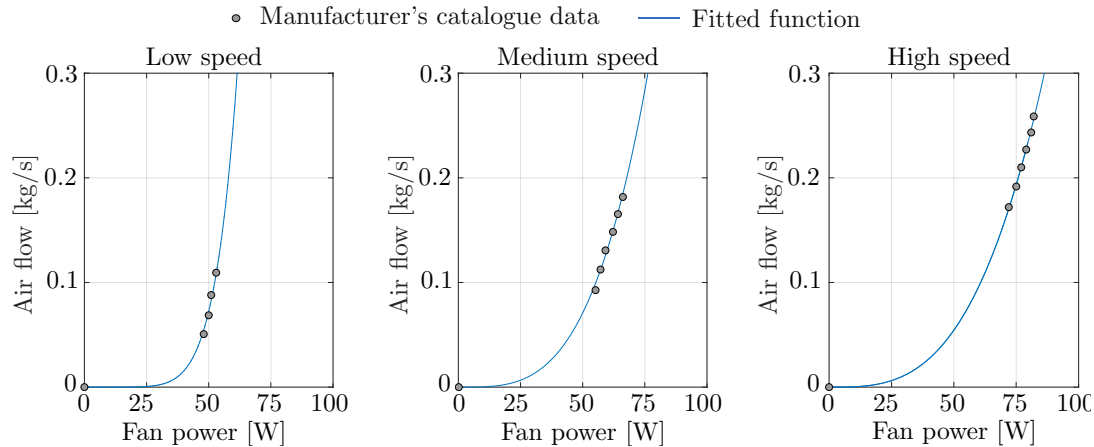 Manufacturer's catalogue data Fitted function
Low speed Medium speed High speed
0.3 0.3 0.3
0.2 0.2 0.2
0.1 0.1 0.1
0 0 0
Air flow [kg/s] Air flow [kg/s] Air flow [kg/s]
0 25 50 75 100 0 25 50 75 100 0 25 50 75 100
Fan power [W] Fan power [W] Fan power [W]